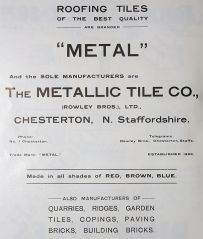 ROOFING TILES
OF THE BEST QUALITY
ARE BRANDED
"METAL"
And the SOLE MANUFACTURERS are
THE METALLIC TILE CO.,
(ROWLEY BROS.), LTD.,
CHESTERTON, N. Staffordshire.
Phone: Telegrams:
No. 1 Chesterton. Rowley Bros., Chesterton, Staffs.
Trade Mark "METAL" ESTABLISHED
Made in all shades of RED, BROWN, BLUE.
ALSO MANUFACTURERS OF
QUARRIES, RIDGES, GARDEN
TILES, COPINGS, PAVING
BRICKS, BUILDING BRICKS.